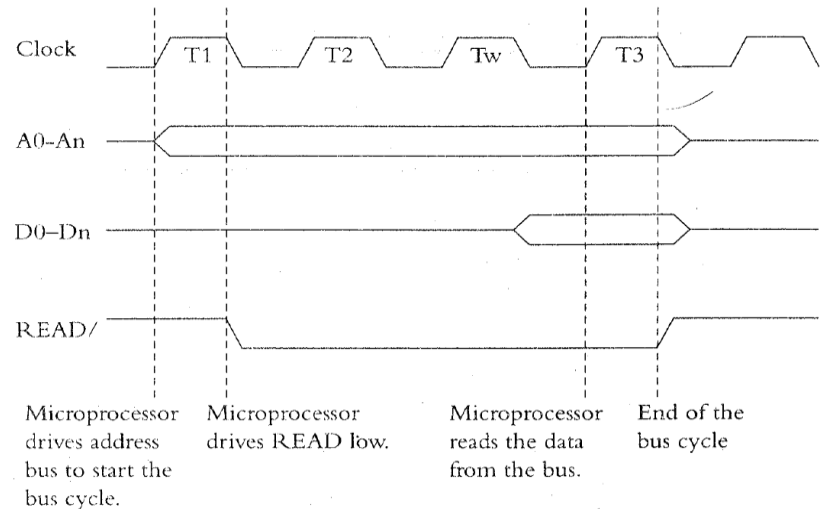 Clock
T1 T2 Tw T3
A0-An
D0–Dn
READ/
Microprocessor
drives address
bus to start the
bus cycle.
Microprocessor
drives READ low.
Microprocessor
reads the data
from the bus.
End of the
bus cycle